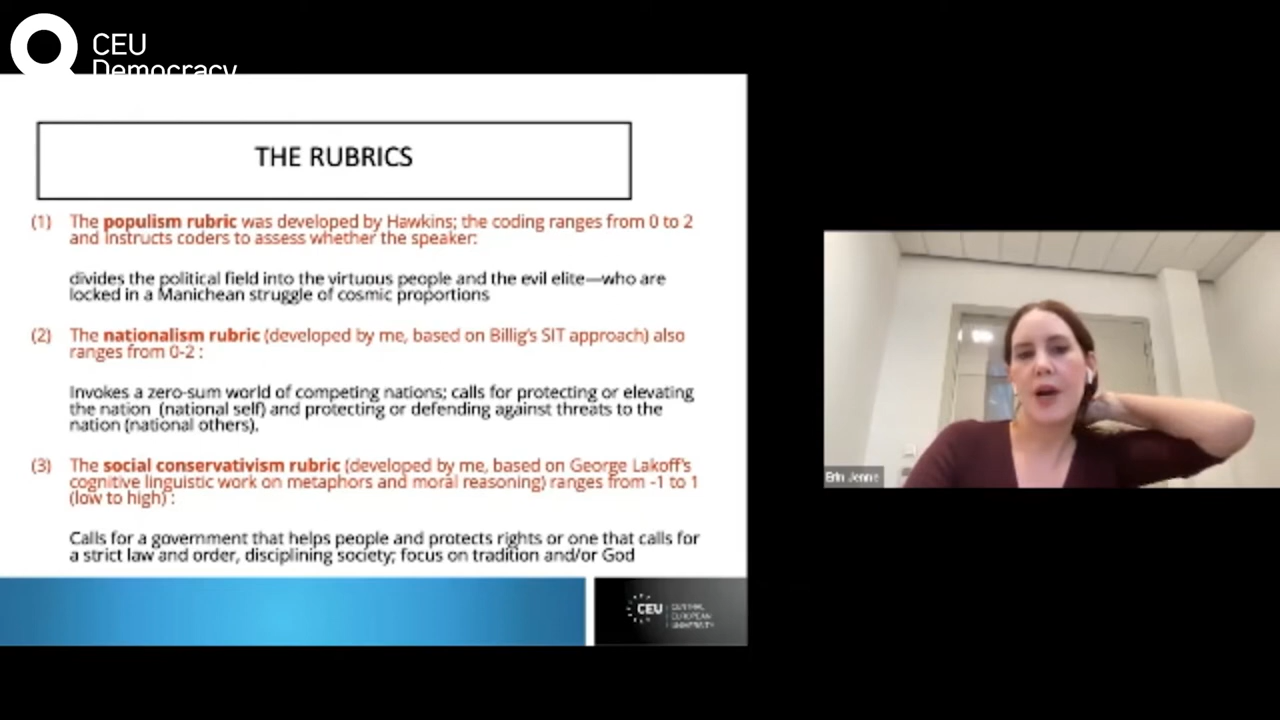 CEU
Democracy
THE RUBRICS
(1) The populism rubric was developed by Hawkins; the coding ranges from 0 to 2
and instructs coders to assess whether the speaker:
divides the political field into the virtuous people and the evil elite—who are
locked in a Manichean struggle of cosmic proportions
(2) The nationalism rubric (developed by me, based on Billig's SIT approach) also
ranges from 0-2 :
Invokes a zero-sum world of competing nations; calls for protecting or elevating
the nation (national self) and protecting or defending against threats to the
nation (national others).
(3) The social conservativism rubric (developed by me, based on George Lakoff's
cognitive linguistic work on metaphors and moral reasoning) ranges from -1 to 1
(low to high) :
Calls for a government that helps people and protects rights or one that calls for
a strict law and order, disciplining society; focus on tradition and/or God
Erin Jenne
CEU
CENTRAL
EUROPEAN
UNIVERSITY